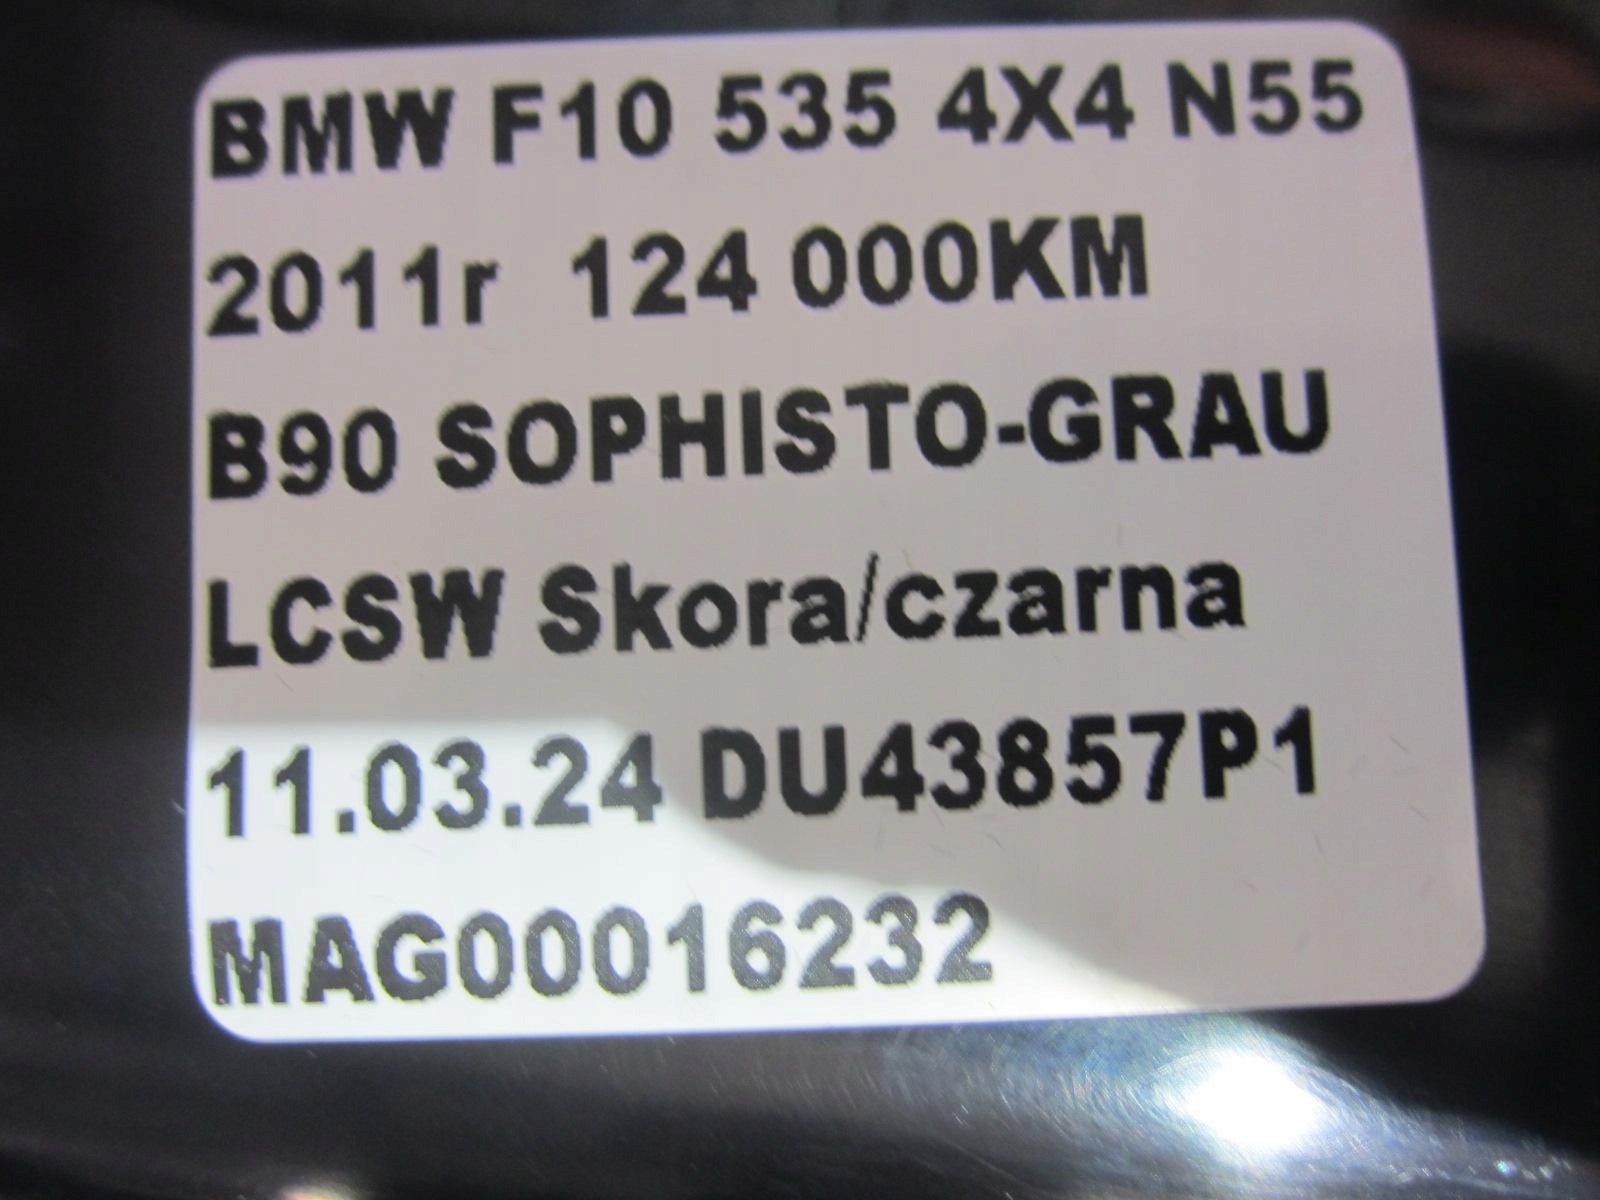 BMW F10 535 4X4 N55
2011r 124 000KM
B90 SOPHISTO-GRAU
LCSW Skora/czarna
11.03.24 DU43857P1
MAG00016232